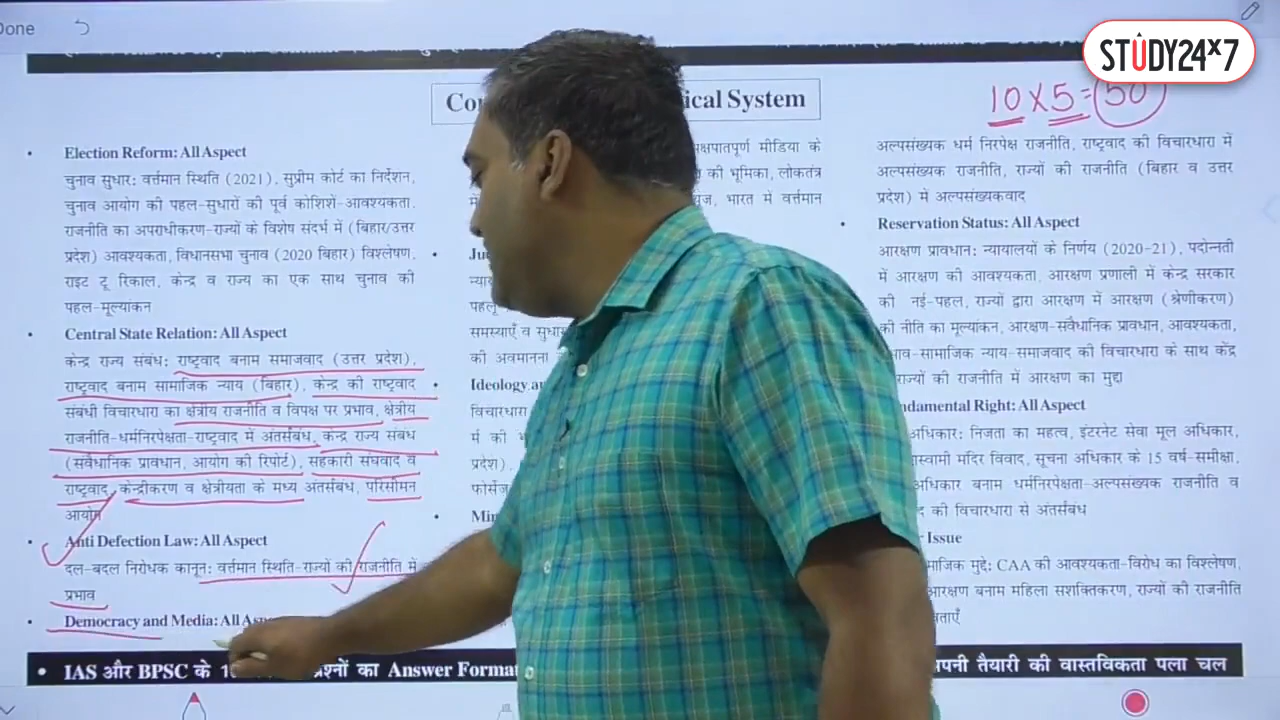 Done
STUDY24x7
10 x 5 = 50
ical System
• Election Reform: All Aspect
चुनाव सुधार: वर्त्तमान स्थिति (2021), सुप्रीम कोर्ट का निर्देशन,
चुनाव आयोग की पहल-सुधारों की पूर्व कोशिशें-आवश्यकता.
राजनीति का अपराधीकरण-राज्यों के विशेष संदर्भ में (बिहार/उत्तर
प्रदेश) आवश्यकता, विधानसभा चुनाव (2020 बिहार) विश्लेषण,
राइट टू रिकाल, केन्द्र व राज्य का एक साथ चुनाव की
पहल-मूल्यांकन
• Central State Relation: All Aspect
केन्द्र राज्य संबंध: राष्ट्रवाद बनाम समाजवाद (उत्तर प्रदेश),
राष्ट्रवाद बनाम सामाजिक न्याय (बिहार), केन्द्र की राष्ट्रवाद
संबंधी विचारधारा का क्षेत्रीय राजनीति व विपक्ष पर प्रभाव, क्षेत्रीय
राजनीति-धर्मनिरपेक्षता-राष्ट्रवाद में अंतर्संबंध, केन्द्र राज्य संबंध
(संवैधानिक प्रावधान, आयोग की रिपोर्ट), सहकारी संघवाद व
राष्ट्रवाद, केन्द्रीकरण व क्षेत्रीयता के मध्य अंतर्संबंध, परिसीमन
आयोग
• Anti Defection Law: All Aspect
दल-बदल निरोधक कानून: वर्त्तमान स्थिति-राज्यों की राजनीति में
प्रभाव
• Democracy and Media: All
पक्षपातपूर्ण मीडिया के
की भूमिका, लोकतंत्र
भारत में वर्त्तमान
समस्याएँ व
की अवमानना
• Ideology
विचारधारा
प्रदेश),
अल्पसंख्यक धर्म निरपेक्ष राजनीति, राष्ट्रवाद की विचारधारा में
अल्पसंख्यक राजनीति, राज्यों की राजनीति (बिहार व उत्तर
प्रदेश) में अल्पसंख्यकवाद
• Reservation Status: All Aspect
आरक्षण प्रावधान: न्यायालयों के निर्णय (2020-21), पदोन्नती
में आरक्षण की आवश्यकता, आरक्षण प्रणाली में केन्द्र सरकार
की नई-पहल, राज्यों द्वारा आरक्षण में आरक्षण (श्रेणीकरण)
की नीति का मूल्यांकन, आरक्षण-संवैधानिक प्रावधान, आवश्यकता,
सामाजिक न्याय-समाजवाद की विचारधारा के साथ केंद्र
राज्यों की राजनीति में आरक्षण का मुद्दा
ndamental Right: All Aspect
अधिकार: निजता का महत्व, इंटरनेट सेवा मूल अधिकार,
स्वामी मंदिर विवाद, सूचना अधिकार के 15 वर्ष-समीक्षा,
अधिकार बनाम धर्मनिरपेक्षता-अल्पसंख्यक राजनीति व
की विचारधारा से अंतर्संबंध
Issue
माजिक मुद्दे: CAA की आवश्यकता-विरोध का विश्लेषण,
आरक्षण बनाम महिला सशक्तिकरण, राज्यों की राजनीति
• IAS और BPSC के
प्रश्नों का Answer
तैयारी की वास्तविकता पला चल